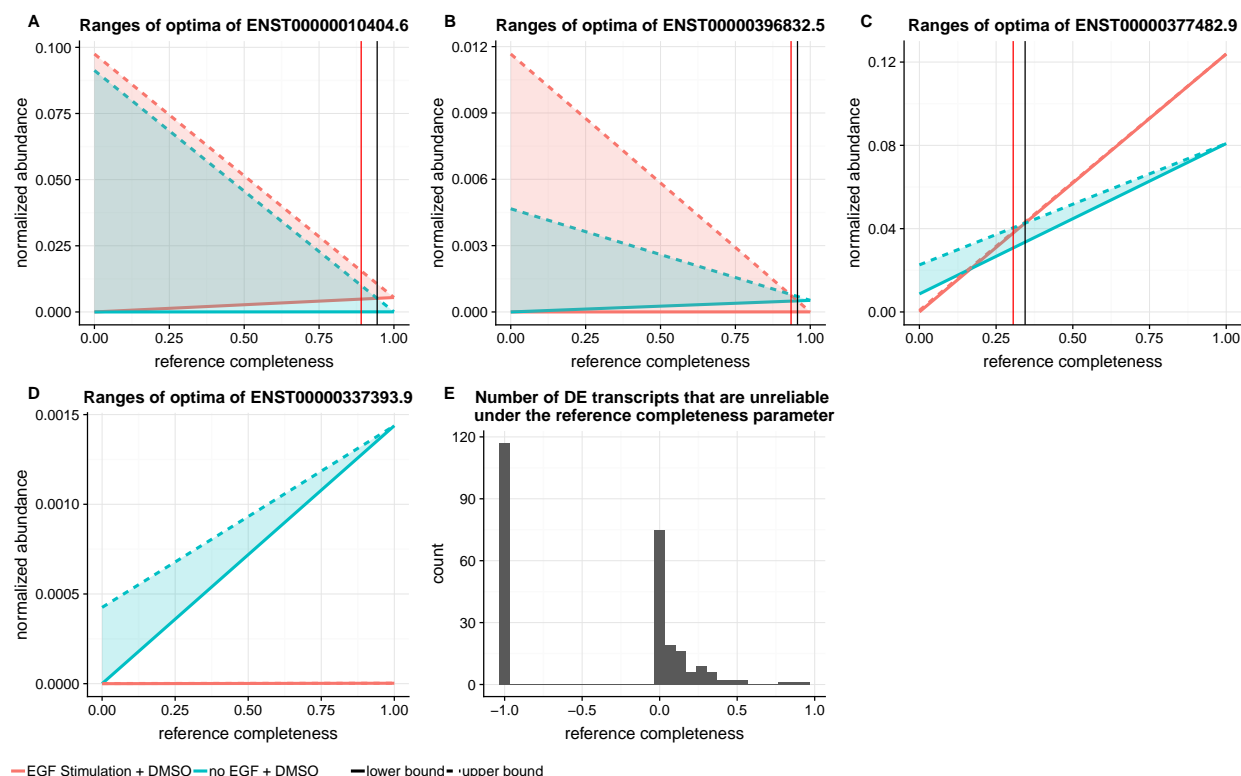 A Ranges of optima of ENST00000010404.6
normalized abundance
0.100
0.075
0.050
0.025
0.000
0.00 0.25 0.50 0.75 1.00
reference completeness
B Ranges of optima of ENST00000396832.5
normalized abundance
0.012
0.009
0.006
0.003
0.000
0.00 0.25 0.50 0.75 1.00
reference completeness
C Ranges of optima of ENST00000377482.9
normalized abundance
0.12
0.08
0.04
0.00
0.00 0.25 0.50 0.75 1.00
reference completeness
D Ranges of optima of ENST00000337393.9
normalized abundance
0.0015
0.0010
0.0005
0.0000
0.00 0.25 0.50 0.75 1.00
reference completeness
E Number of DE transcripts that are unreliable
under the reference completeness parameter
count
120
90
60
30
0
−1.0 −0.5 0.0 0.5 1.0
reference completeness
EGF Stimulation + DMSO no EGF + DMSO lower bound upper bound